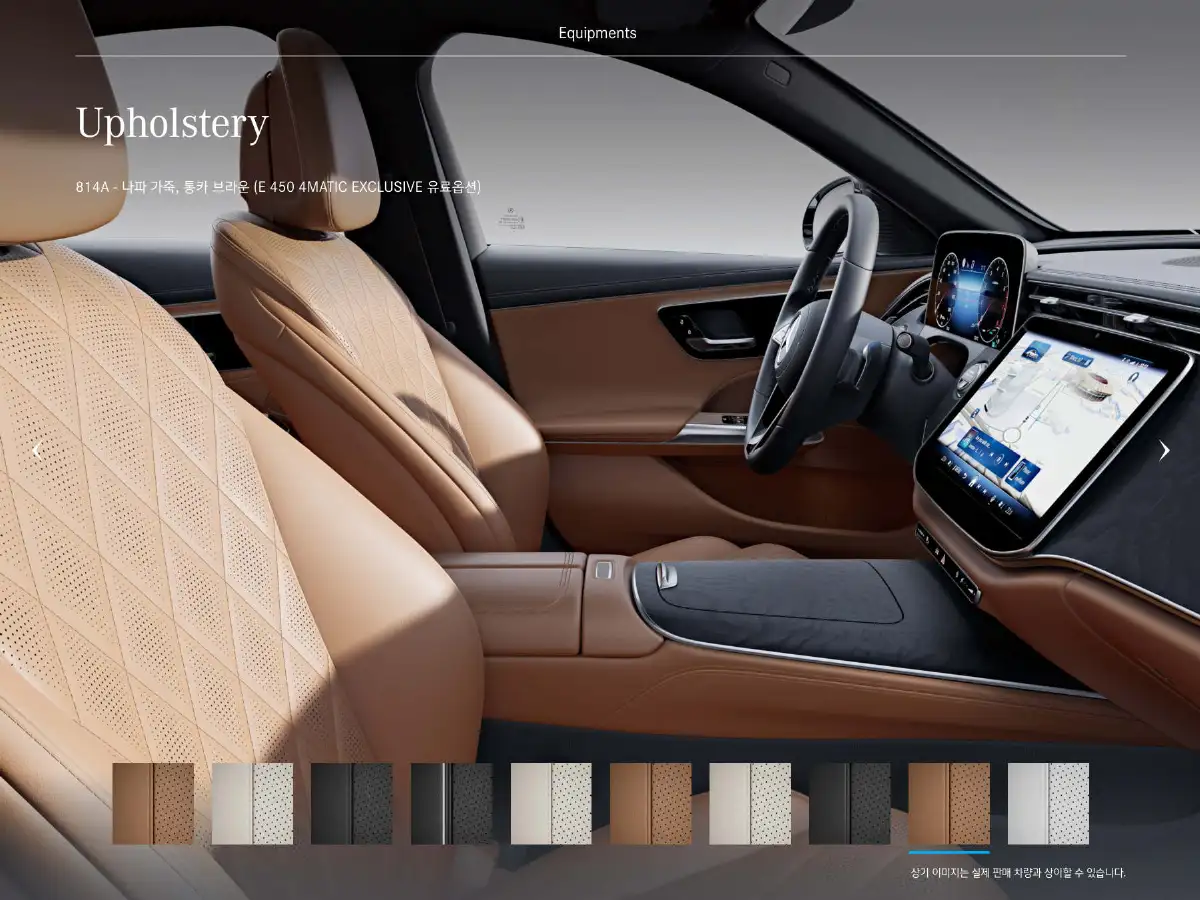 Equipments
Upholstery
814A - 나파 가죽, 통카 브라운 (E 450 4MATIC EXCLUSIVE 유료옵션)
상기 이미지는 실제 판매 차량과 상이할 수 있습니다.